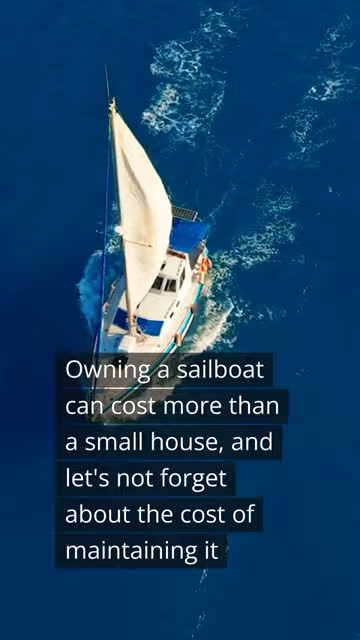 Owning a sailboat
can cost more than
a small house, and
let's not forget
about the cost of
maintaining it